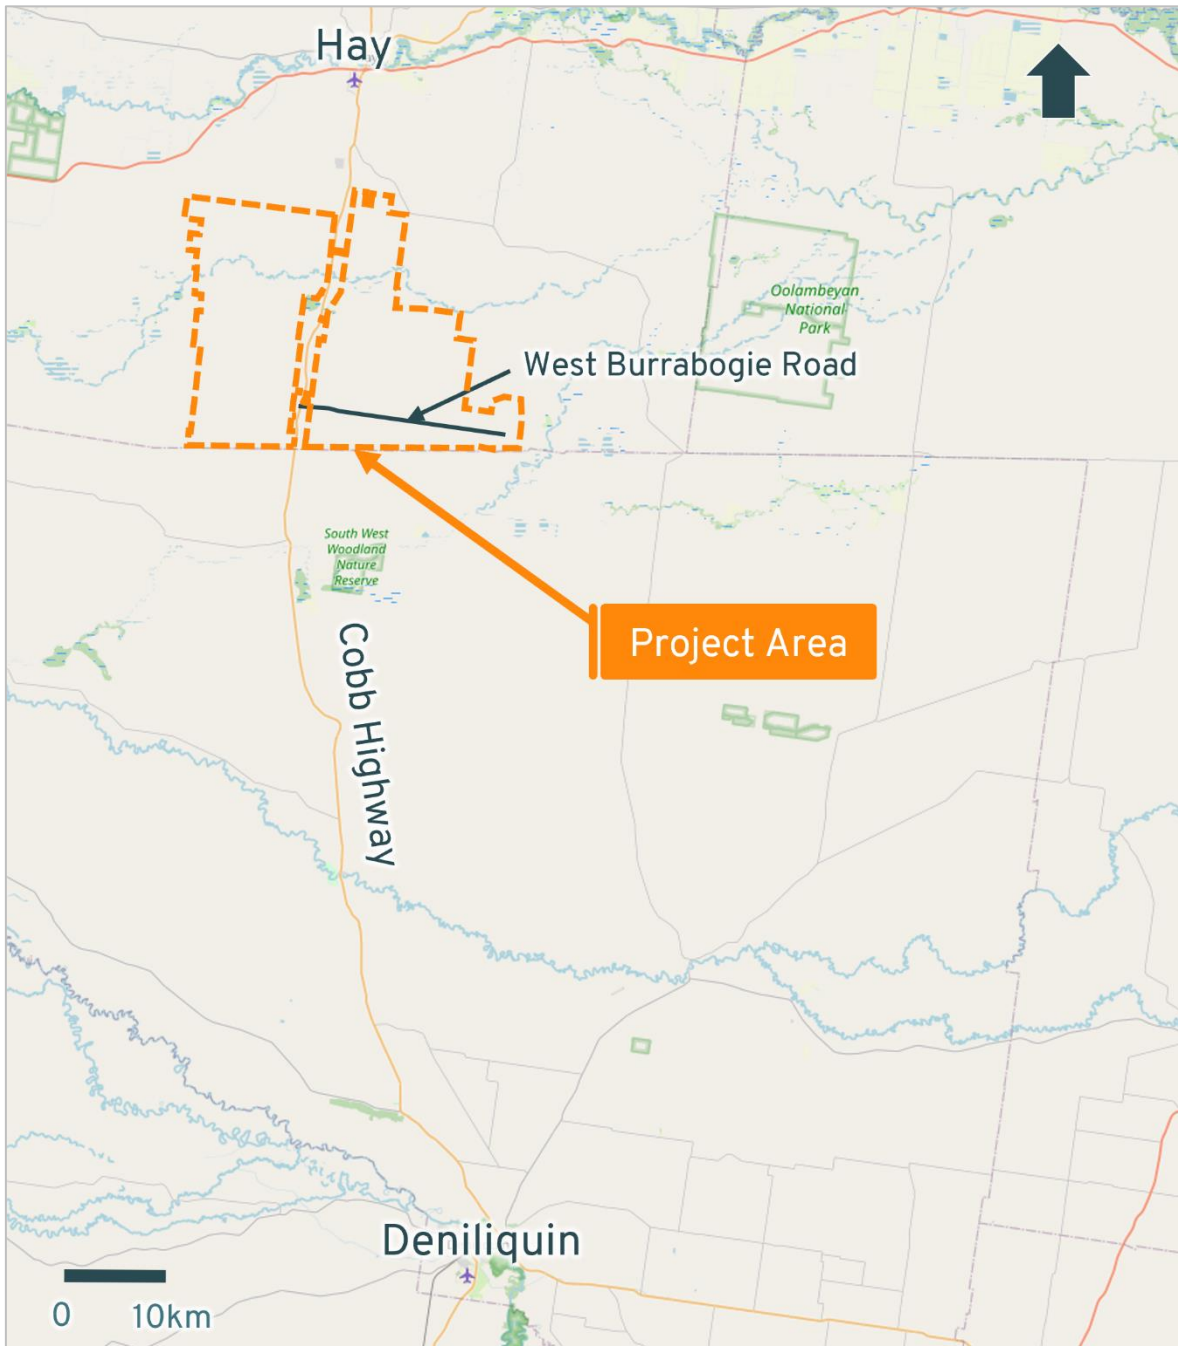 Hay
Oolambeyan
National
Park
West Burrabogie Road
South West
Woodland
Nature
Reserve
Project Area
Cobb Highway
Deniliquin
0
10km